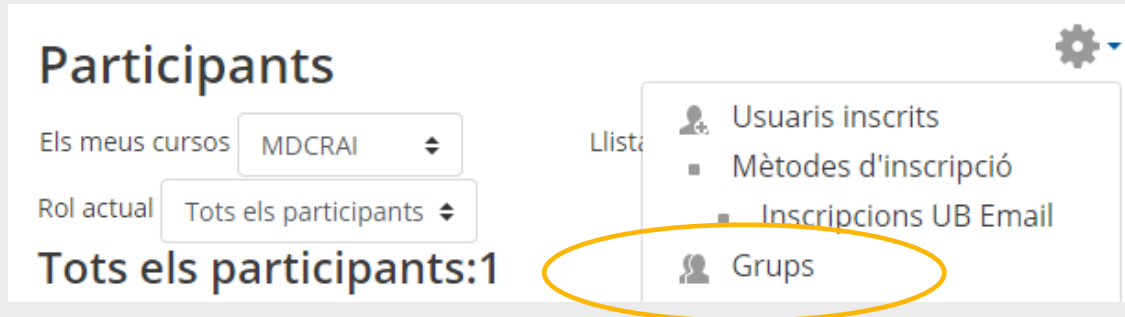 Participants
Els meus cursos MDCRAI
Llista
Rol actual Tots els participants
Tots els participants:1
Usuaris inscrits
Mètodes d'inscripció
Inscripcions UB Email
Grups